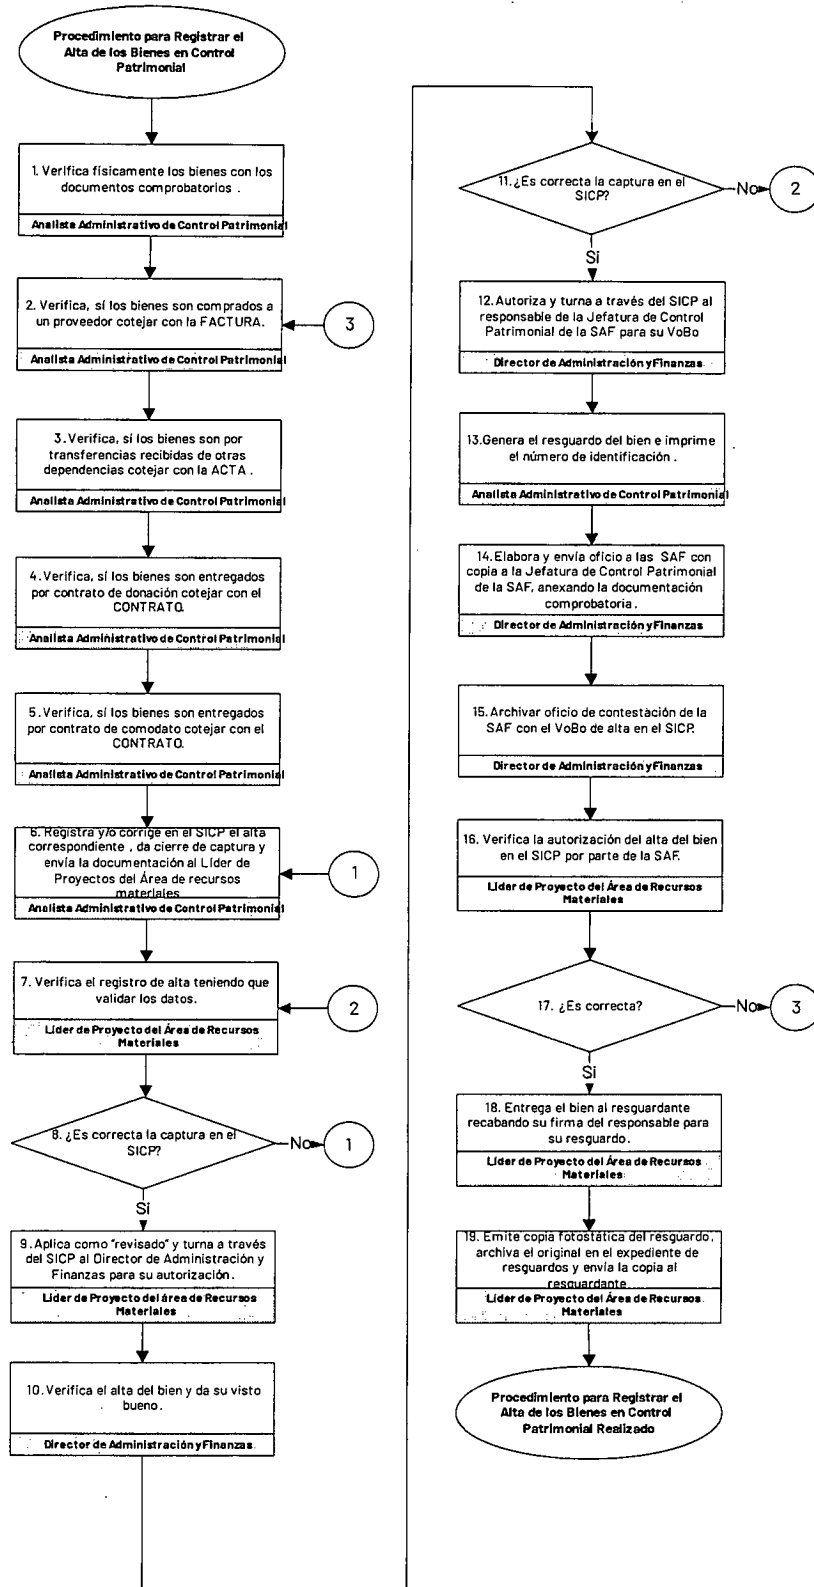 Procedimiento para Registrar el
Alta de los Bienes en Control
Patrimonial
1. Verifica físicamente los bienes con los
documentos comprobatorios .
Analista Administrativo de Control Patrimonial
2. Verifica, sí los bienes son comprados a
un proveedor cotejar con la FACTURA.
Analista Administrativo de Control Patrimonial
3
3. Verifica, sí los bienes son por
transferencias recibidas de otras
dependencias cotejar con la ACTA .
Analista Administrativo de Control Patrimonial
4. Verifica, sí los bienes son entregados
por contrato de donación cotejar con el
CONTRATO.
Analista Administrativo de Control Patrimonial
5. Verifica, sí los bienes son entregados
por contrato de comodato cotejar con el
CONTRATO.
Analista Administrativo de Control Patrimonial
6. Registra y/o corrige en el SICP el alta
correspondiente , da cierre de captura y
envía la documentación al Líder de
Proyectos del Área de recursos
materiales
Analista Administrativo de Control Patrimonial
1
7. Verifica el registro de alta teniendo que
validar los datos.
Líder de Proyecto del Área de Recursos
Materiales
2
8. ¿Es correcta la captura en el
SICP?
No
1
Si
9. Aplica como "revisado" y turna a través
del SICP al Director de Administración y
Finanzas para su autorización.
Líder de Proyecto del área de Recursos
Materiales
10. Verifica el alta del bien y da su visto
bueno.
Director de Administración y Finanzas
11. ¿Es correcta la captura en el
SICP?
No
2
Si
12. Autoriza y turna a través del SICP al
responsable de la Jefatura de Control
Patrimonial de la SAF para su VoBo
Director de Administración y Finanzas
13. Genera el resguardo del bien e imprime
el número de identificación .
Analista Administrativo de Control Patrimonial
14. Elabora y envía oficio a las SAF con
copia a la Jefatura de Control Patrimonial
de la SAF, anexando la documentación
comprobatoria .
Director de Administración y Finanzas
15. Archivar oficio de contestación de la
SAF con el VoBo de alta en el SICP.
Director de Administración y Finanzas
16. Verifica la autorización del alta del bien
en el SICP por parte de la SAF.
Líder de Proyecto del Área de Recursos
Materiales
17. ¿Es correcta?
No
3
Si
18. Entrega el bien al resguardante
recabando su firma del responsable para
su resguardo .
Líder de Proyecto del Área de Recursos
Materiales
19. Emite copia fotostática del resguardo ,
archiva el original en el expediente de
resguardos y envía la copia al
resguardante
Líder de Proyecto del Área de Recursos
Materiales
Procedimiento para Registrar el
Alta de los Bienes en Control
Patrimonial Realizado